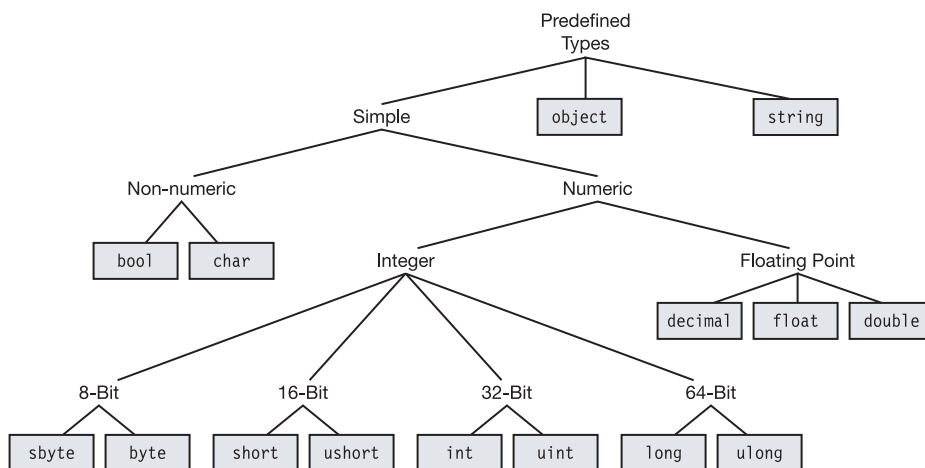 Predefined
Types
Simple
object
string
Non-numeric
Numeric
bool
char
Integer
Floating Point
decimal
float
double
8-Bit
16-Bit
32-Bit
64-Bit
sbyte
byte
short
ushort
int
uint
long
ulong